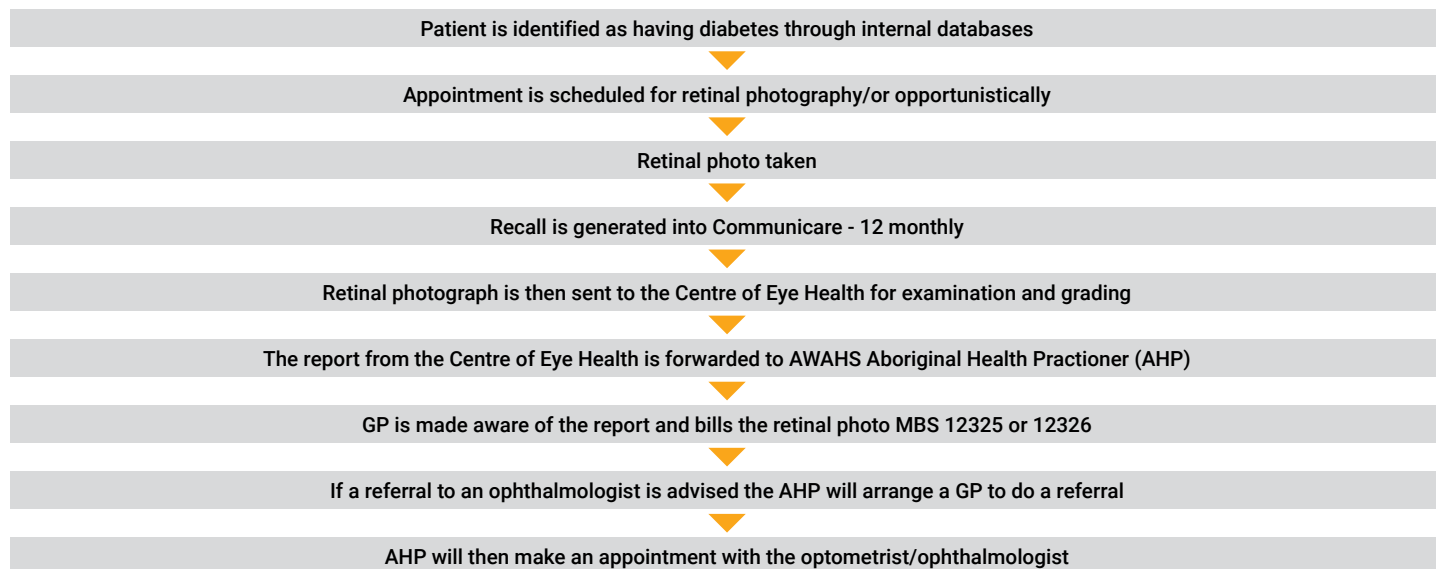 Patient is identified as having diabetes through internal databases
Appointment is scheduled for retinal photography/or opportunistically
Retinal photo taken
Recall is generated into Communicare - 12 monthly
Retinal photograph is then sent to the Centre of Eye Health for examination and grading
The report from the Centre of Eye Health is forwarded to AWAHS Aboriginal Health Practioner (AHP)
GP is made aware of the report and bills the retinal photo MBS 12325 or 12326
If a referral to an ophthalmologist is advised the AHP will arrange a GP to do a referral
AHP will then make an appointment with the optometrist/ophthalmologist